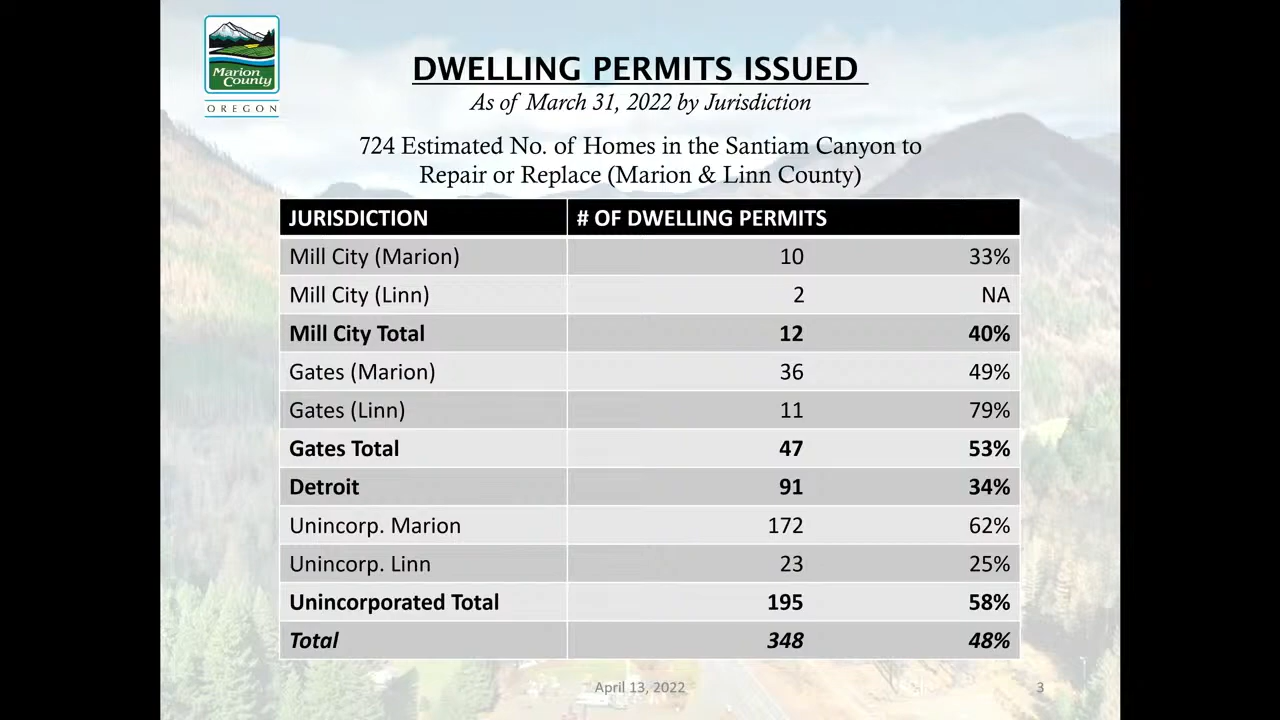 Marion
County
OREGON
DWELLING PERMITS ISSUED
As of March 31, 2022 by Jurisdiction
724 Estimated No. of Homes in the Santiam Canyon to
Repair or Replace (Marion & Linn County)
JURISDICTION # OF DWELLING PERMITS
Mill City (Marion) 10 33%
Mill City (Linn) 2 NA
Mill City Total 12 40%
Gates (Marion) 36 49%
Gates (Linn) 11 79%
Gates Total 47 53%
Detroit 91 34%
Unincorp. Marion 172 62%
Unincorp. Linn 23 25%
Unincorporated Total 195 58%
Total 348 48%
April 13, 2022 3